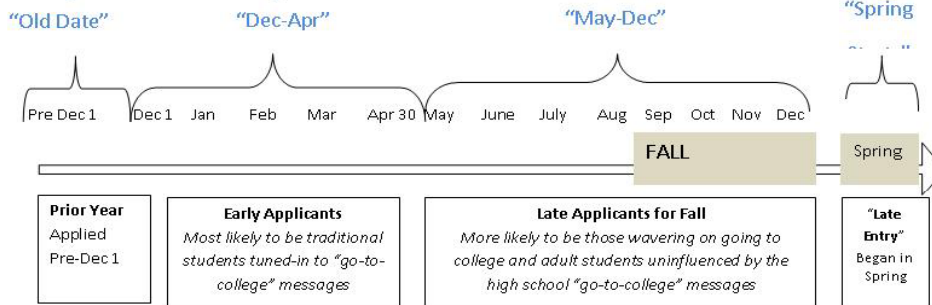 "Old Date"
"Dec-Apr"
"May-Dec"
"Spring
Pre Dec 1
Dec 1 Jan Feb Mar Apr 30
May June July Aug Sep Oct Nov Dec
FALL
Spring
Prior Year
Applied
Pre-Dec 1
Early Applicants
Most likely to be traditional
students tuned-in to "go-to-
college" messages
Late Applicants for Fall
More likely to be those wavering on going to
college and adult students uninfluenced by the
high school "go-to-college" messages
"Late
Entry"
Began in
Spring